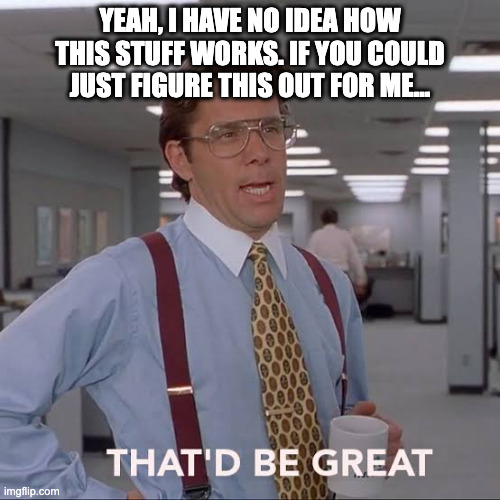 YEAH, I HAVE NO IDEA HOW
THIS STUFF WORKS. IF YOU COULD
JUST FIGURE THIS OUT FOR ME...
THAT'D BE GREAT
imgflip.com